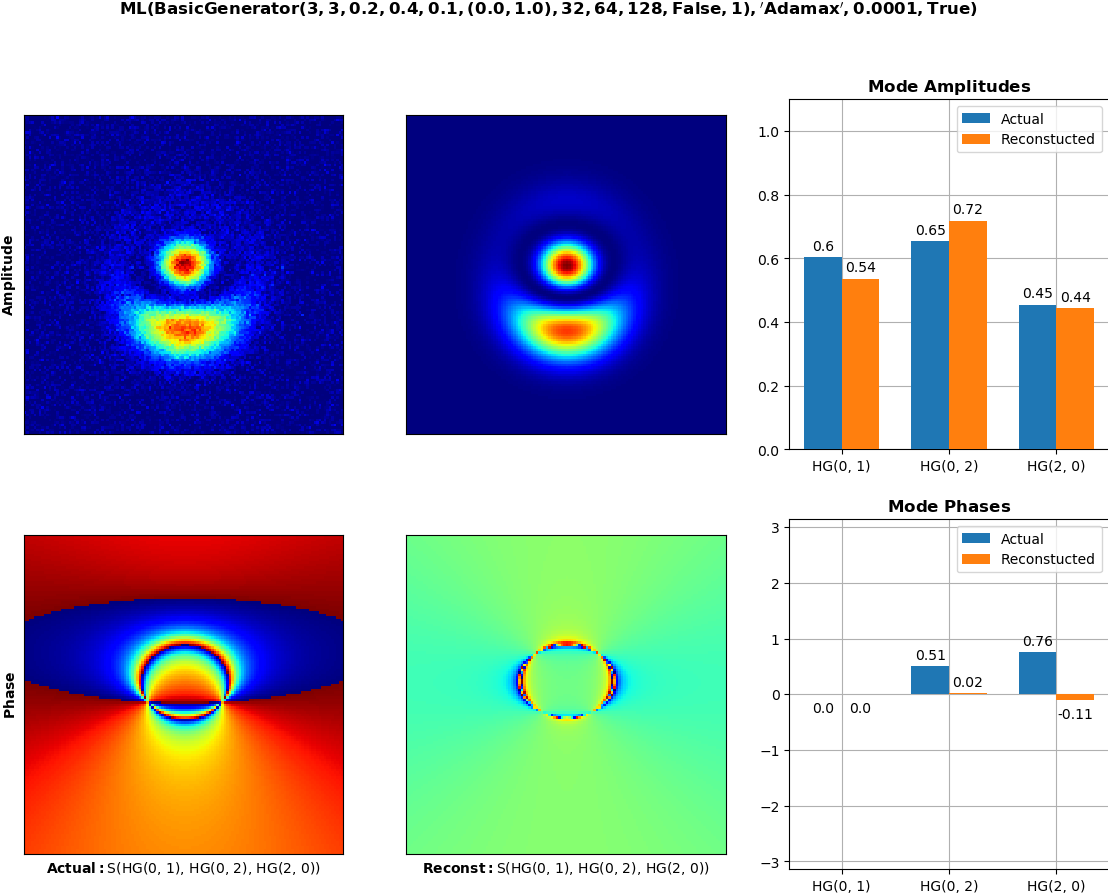 ML(BasicGenerator(3, 3, 0.2, 0.4, 0.1, (0.0, 1.0), 32, 64, 128, False, 1), ′Adamax′, 0.0001, True)
Amplitude
Mode Amplitudes
Actual
Reconstucted
1.0
0.8
0.6
0.4
0.2
0.0
0.6
0.54
0.65
0.72
0.45
0.44
HG(0, 1)
HG(0, 2)
HG(2, 0)
Phase
Actual: S(HG(0, 1), HG(0, 2), HG(2, 0))
Reconst: S(HG(0, 1), HG(0, 2), HG(2, 0))
Mode Phases
Actual
Reconstucted
3
2
1
0
−1
−2
−3
0.0
0.0
0.51
0.02
0.76
-0.11
HG(0, 1)
HG(0, 2)
HG(2, 0)